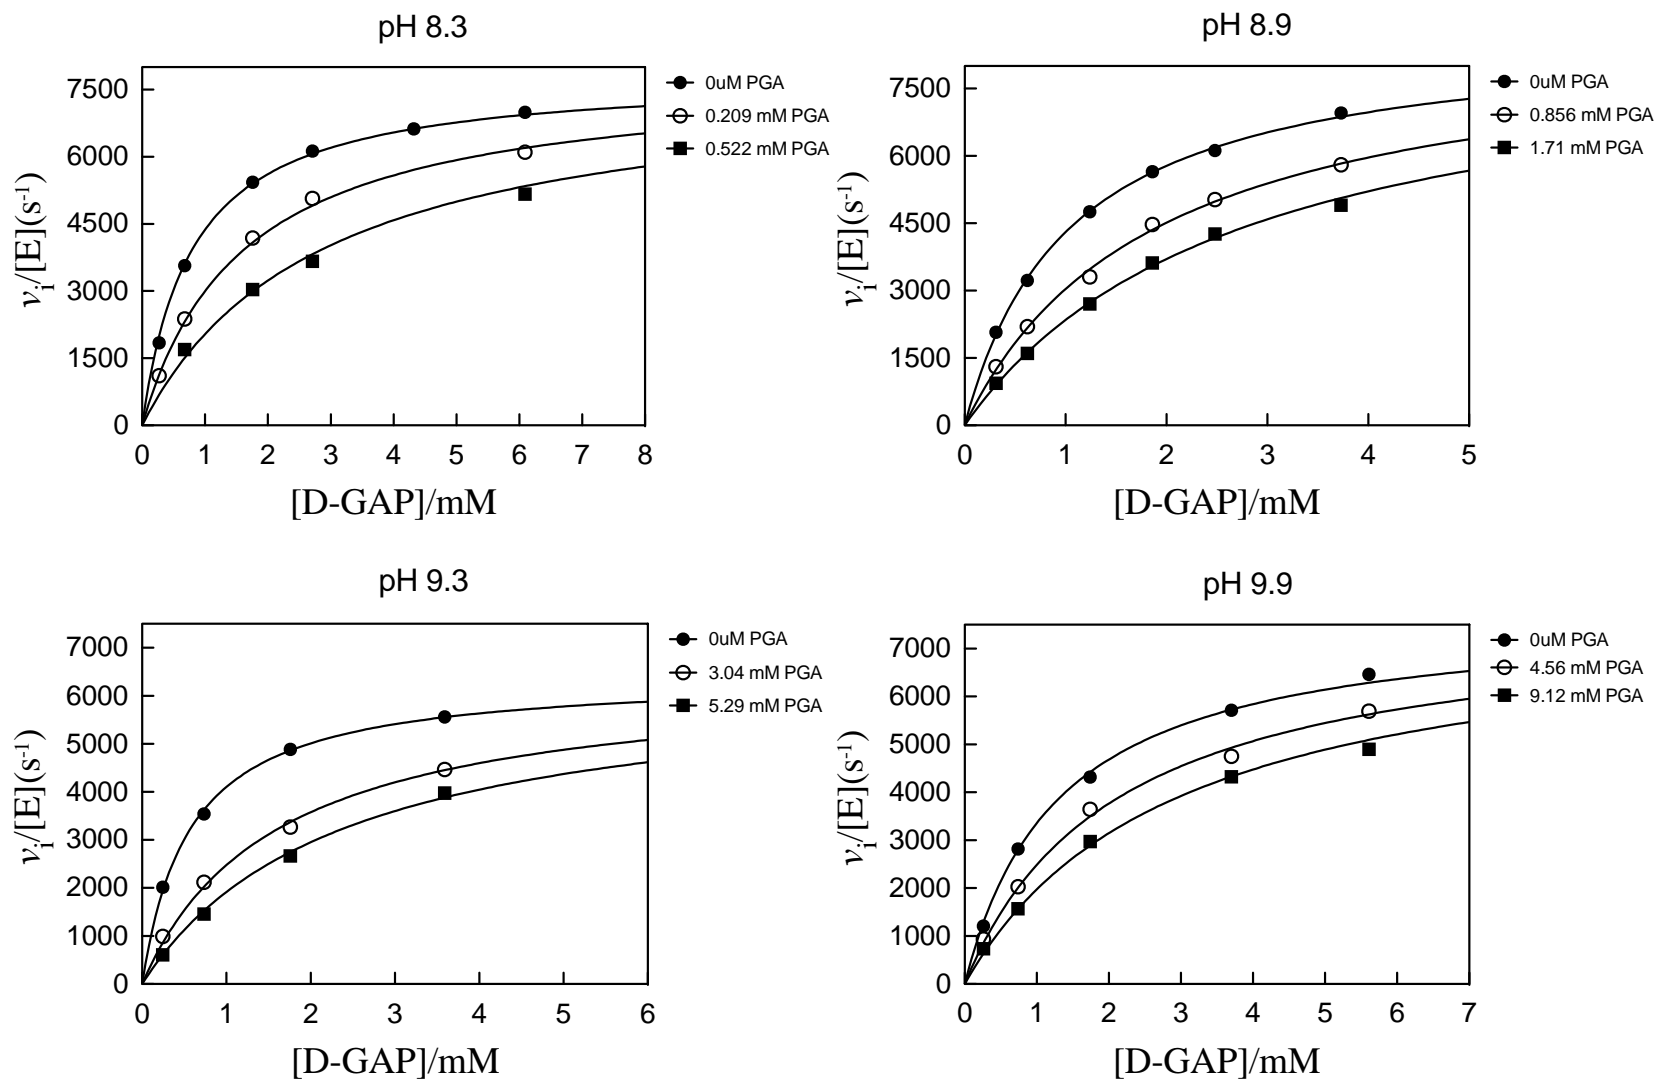 pH 8.3
7500
6000
4500
3000
1500
0
0 1 2 3 4 5 6 7 8
vi/[E](s-1)
[D-GAP]/mM
0uM PGA
0.209 mM PGA
0.522 mM PGA
pH 8.9
7500
6000
4500
3000
1500
0
0 1 2 3 4 5
vi/[E](s-1)
[D-GAP]/mM
0uM PGA
0.856 mM PGA
1.71 mM PGA
pH 9.3
7000
6000
5000
4000
3000
2000
1000
0
0 1 2 3 4 5 6
vi/[E](s-1)
[D-GAP]/mM
0uM PGA
3.04 mM PGA
5.29 mM PGA
pH 9.9
7000
6000
5000
4000
3000
2000
1000
0
0 1 2 3 4 5 6 7
vi/[E](s-1)
[D-GAP]/mM
0uM PGA
4.56 mM PGA
9.12 mM PGA